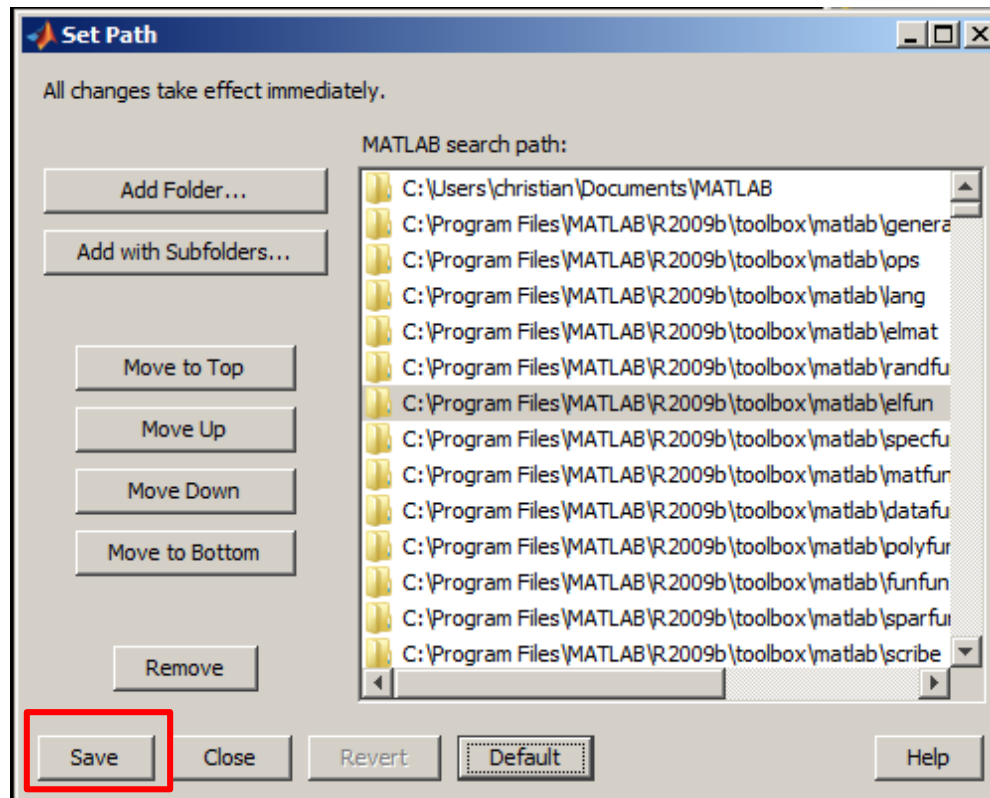 Set Path
All changes take effect immediately.
MATLAB search path:
Add Folder...
Add with Subfolders...
Move to Top
Move Up
Move Down
Move to Bottom
Remove
C:\Users\christian\Documents\MATLAB
C:\Program Files\MATLAB\R2009b\toolbox\matlab\genera
C:\Program Files\MATLAB\R2009b\toolbox\matlab\ops
C:\Program Files\MATLAB\R2009b\toolbox\matlab\lang
C:\Program Files\MATLAB\R2009b\toolbox\matlab\elmat
C:\Program Files\MATLAB\R2009b\toolbox\matlab\randfu
C:\Program Files\MATLAB\R2009b\toolbox\matlab\elfun
C:\Program Files\MATLAB\R2009b\toolbox\matlab\specfu
C:\Program Files\MATLAB\R2009b\toolbox\matlab\matfun
C:\Program Files\MATLAB\R2009b\toolbox\matlab\datafu
C:\Program Files\MATLAB\R2009b\toolbox\matlab\polyfun
C:\Program Files\MATLAB\R2009b\toolbox\matlab\funfun
C:\Program Files\MATLAB\R2009b\toolbox\matlab\sparfun
C:\Program Files\MATLAB\R2009b\toolbox\matlab\scribe
Save
Close
Revert
Default
Help